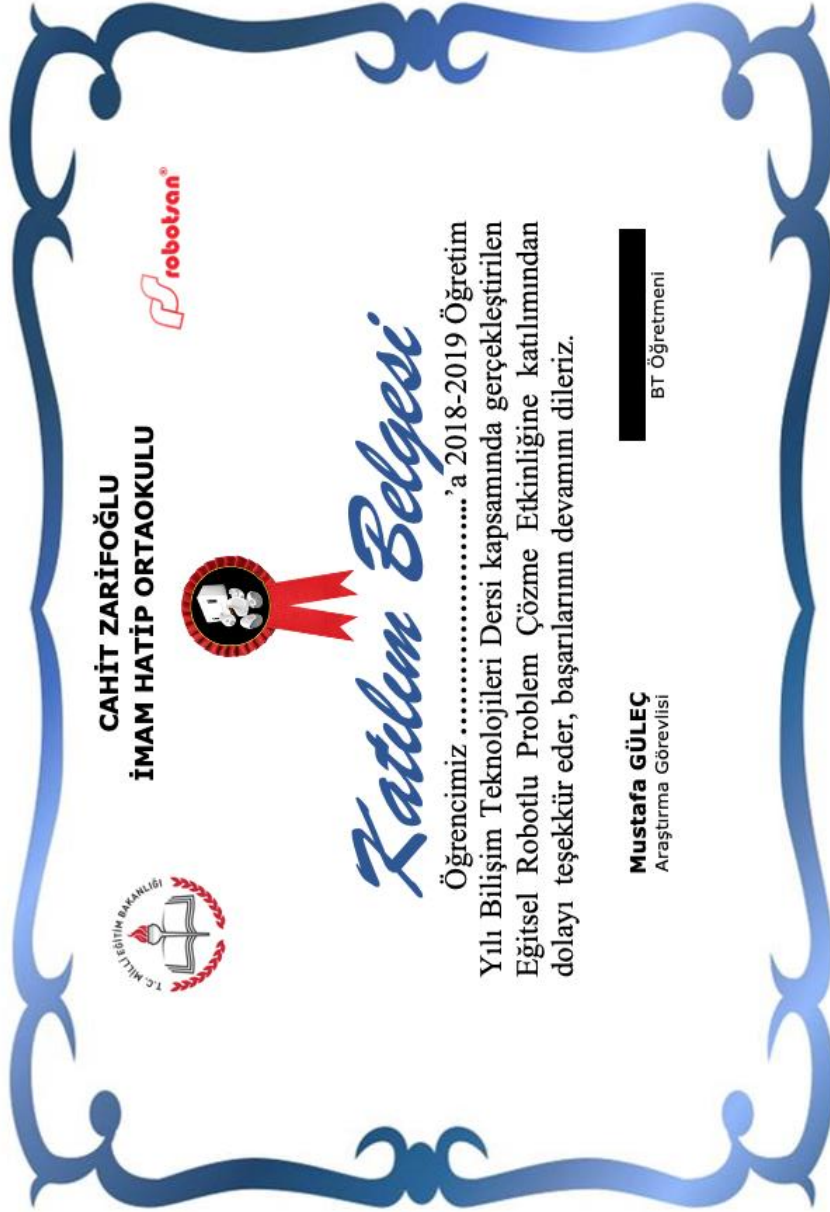 CAHİT ZARİFOĞLU
İMAM HATİP ORTAOKULU
T.C. MİLLİ EĞİTİM BAKANLIĞI
robotsan®
Katılım Belgesi
Öğrencimiz ........................'a 2018-2019 Öğretim
Yılı Bilişim Teknolojileri Dersi kapsamında gerçekleştirilen
Eğitsel Robotlu Problem Çözme Etkinliğine katılımından
dolayı teşekkür eder, başarılarının devamını dileriz.
Mustafa GÜLEÇ
Araştırma Görevlisi
BT Öğretmeni